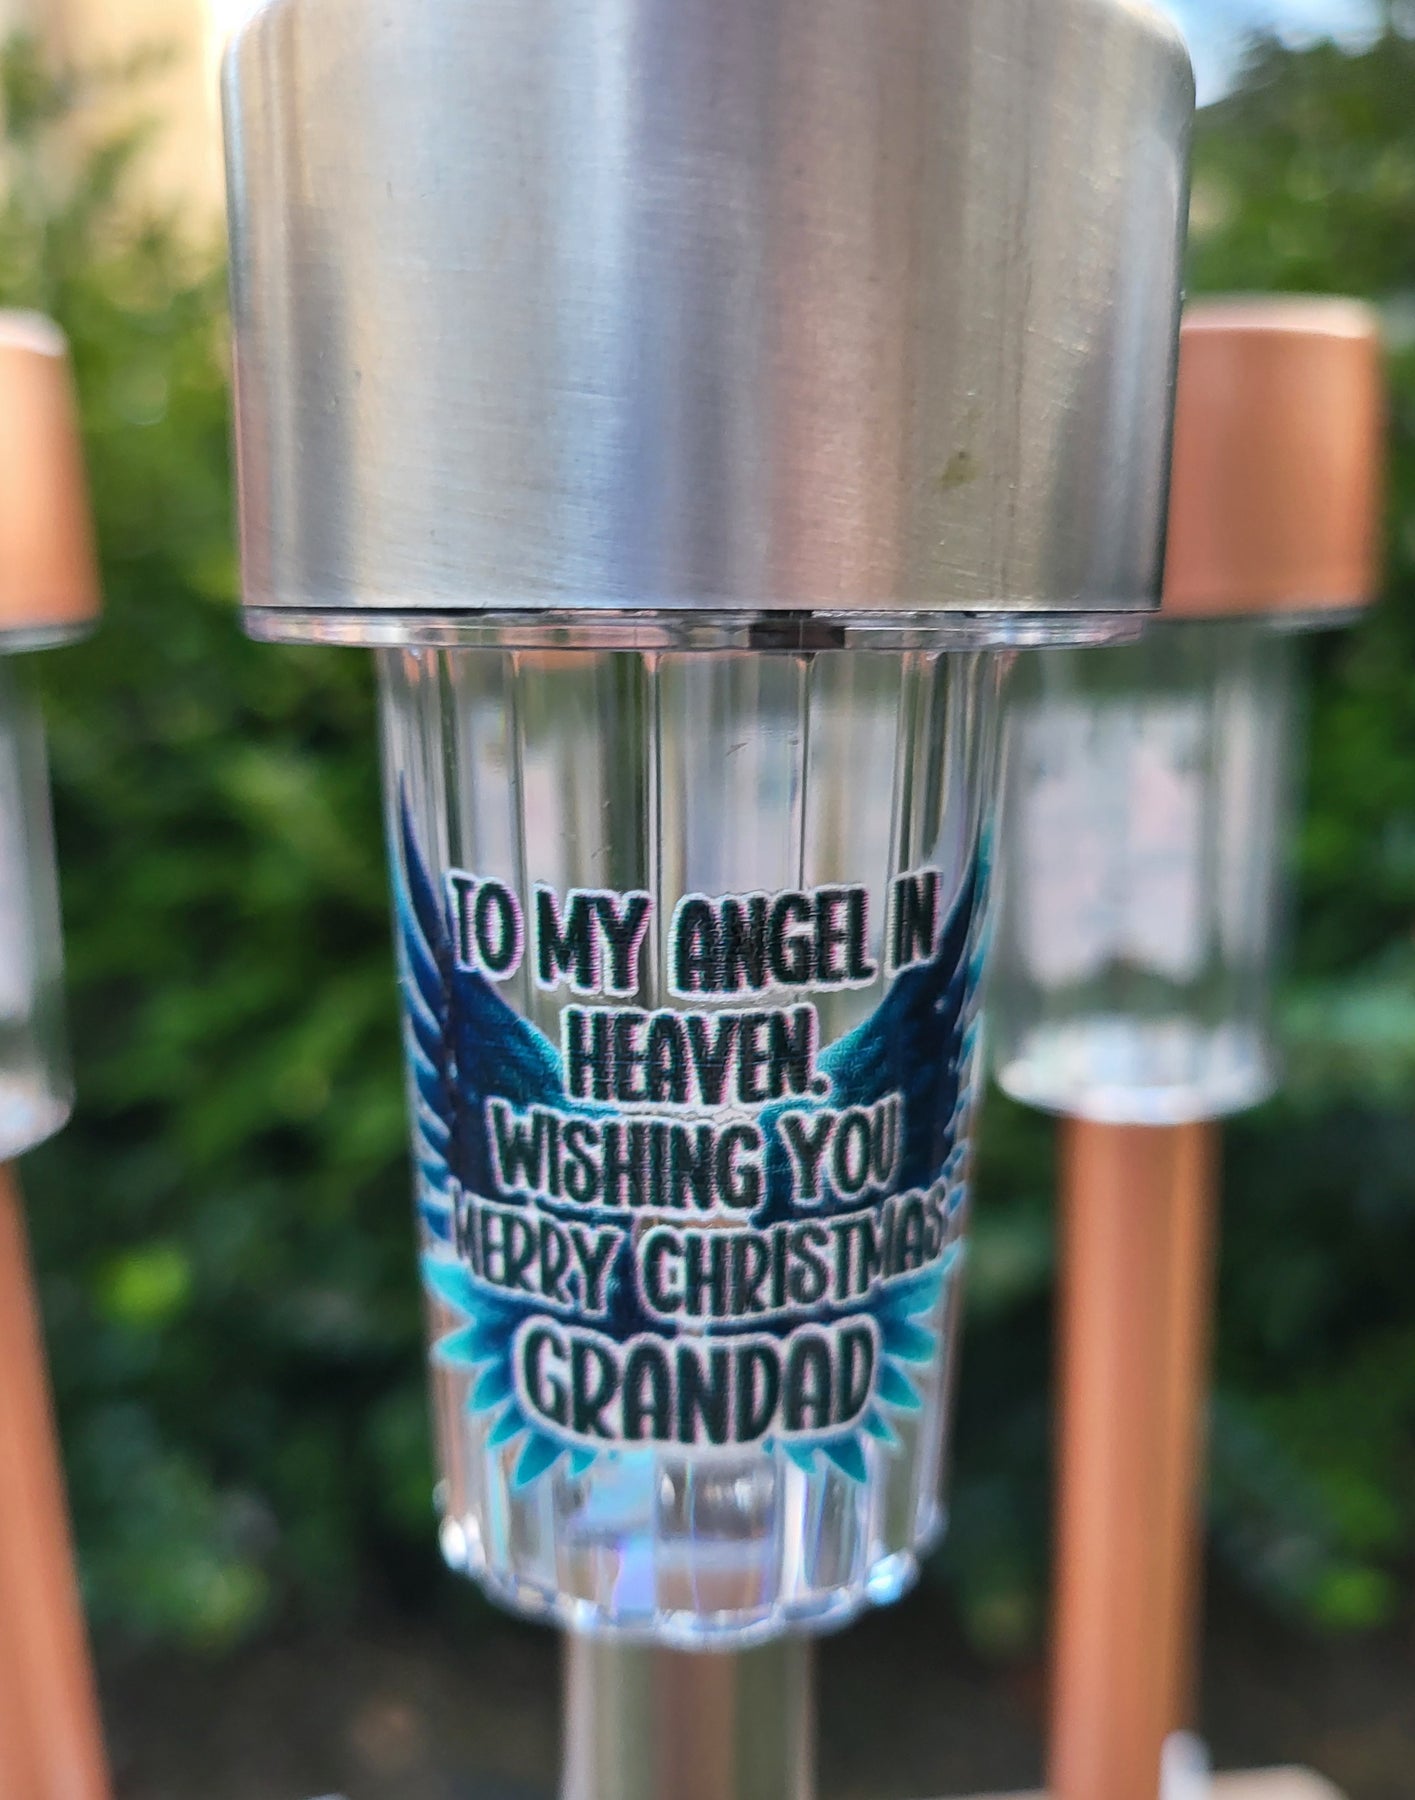 TO MY ANGEL IN
HEAVEN.
WISHING YOU
MERRY CHRISTMAS
GRANDAD